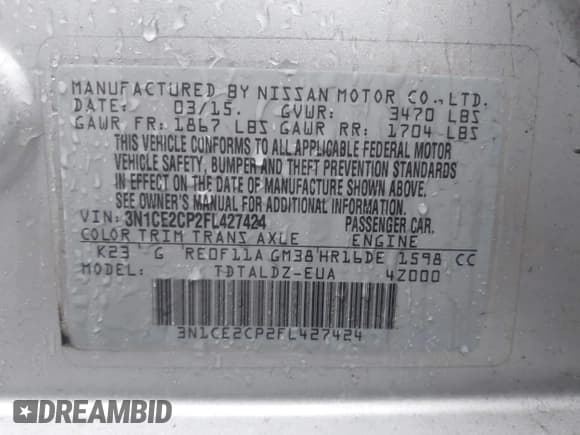 MANUFACTURED BY NISSAN MOTOR CO.,LTD.
DATE: 03/15. GVWR: 3470 LBS
GAWR FR: 1867 LBS GAWR RR: 1704 LBS
THIS VEHICLE CONFORMS TO ALL APPLICABLE FEDERAL MOTOR
VEHICLE SAFETY, BUMPER AND THEFT PREVENTION STANDARDS
IN EFFECT ON THE DATE OF MANUFACTURE SHOWN ABOVE.
SEE OWNER'S MANUAL FOR ADDITIONAL INFORMATION.
VIN: 3N1CE2CP2FL427424 PASSENGER CAR.
COLOR TRIM TRANS AXLE ENGINE
K23 G RE0F11A GM38 HR16DE 1598 CC
MODEL: TDTALDZ-EUA 4Z000
3N1CE2CP2FL427424
DREAMBID